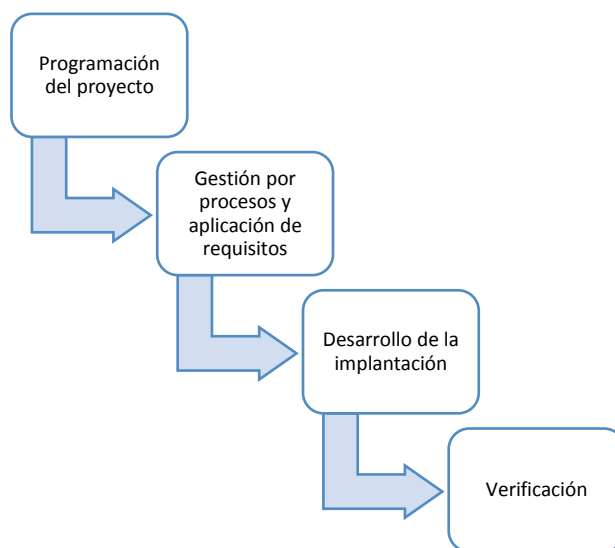 Programación
del proyecto
Gestión por
procesos y
aplicación de
requisitos
Desarrollo de la
implantación
Verificación